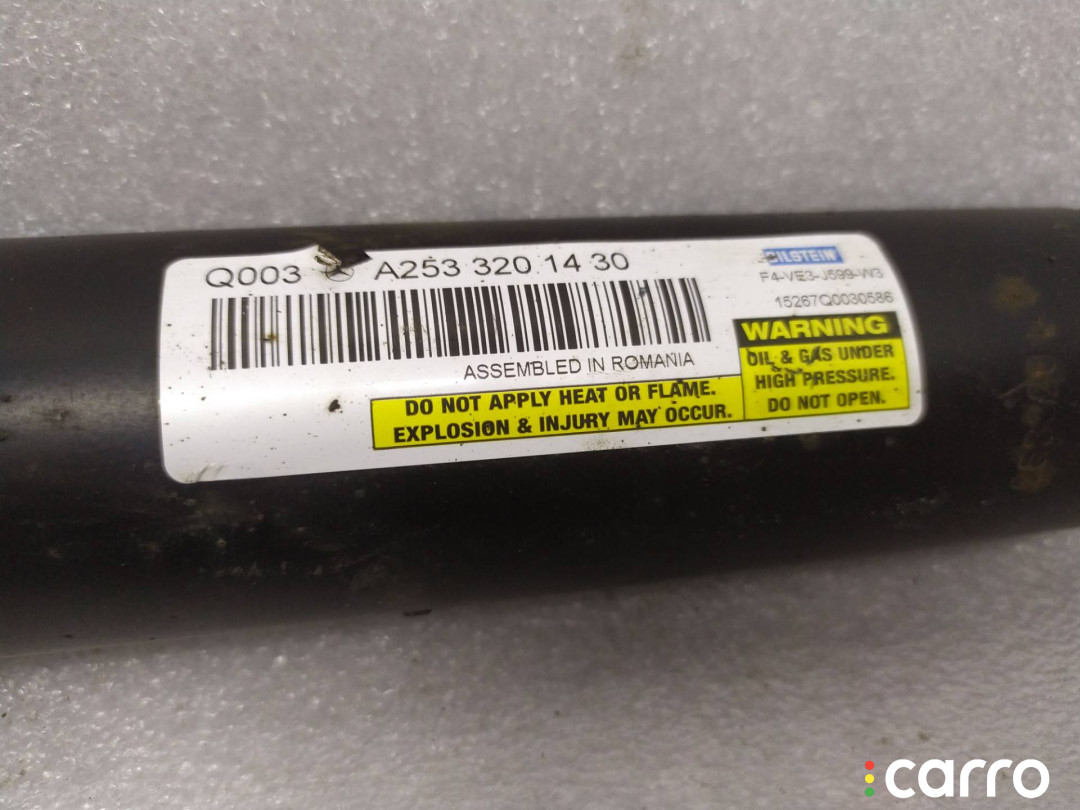 Q003 A253 320 14 30
BILSTEIN
F4-VE3-J599-W3
15267Q0030586
ASSEMBLED IN ROMANIA
DO NOT APPLY HEAT OR FLAME.
EXPLOSION & INJURY MAY OCCUR.
WARNING
OIL & GAS UNDER
HIGH PRESSURE.
DO NOT OPEN.
carro